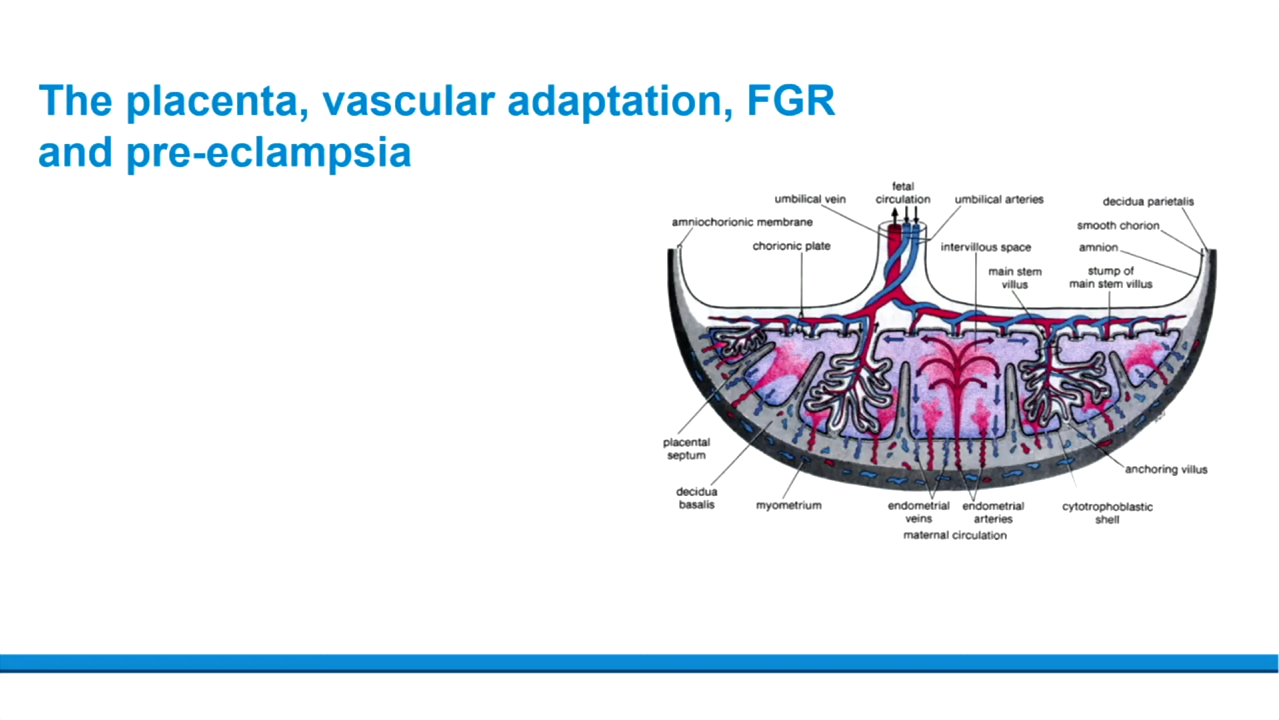 The placenta, vascular adaptation, FGR
and pre-eclampsia
fetal
circulation
umbilical vein
umbilical arteries
decidua parietalis
amniochorionic membrane
smooth chorion
chorionic plate
intervillous space
amnion
main stem
villus
stump of
main stem villus
placental
septum
anchoring villus
decidua
basalis
myometrium
endometrial
veins
endometrial
arteries
cytotrophoblastic
shell
maternal circulation